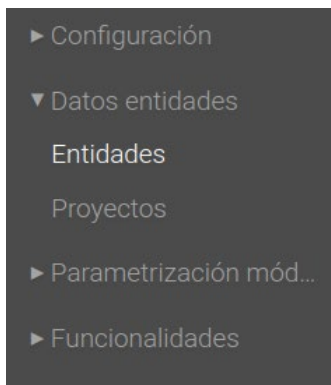 ► Configuración
▼ Datos entidades
Entidades
Proyectos
► Parametrización mód...
► Funcionalidades